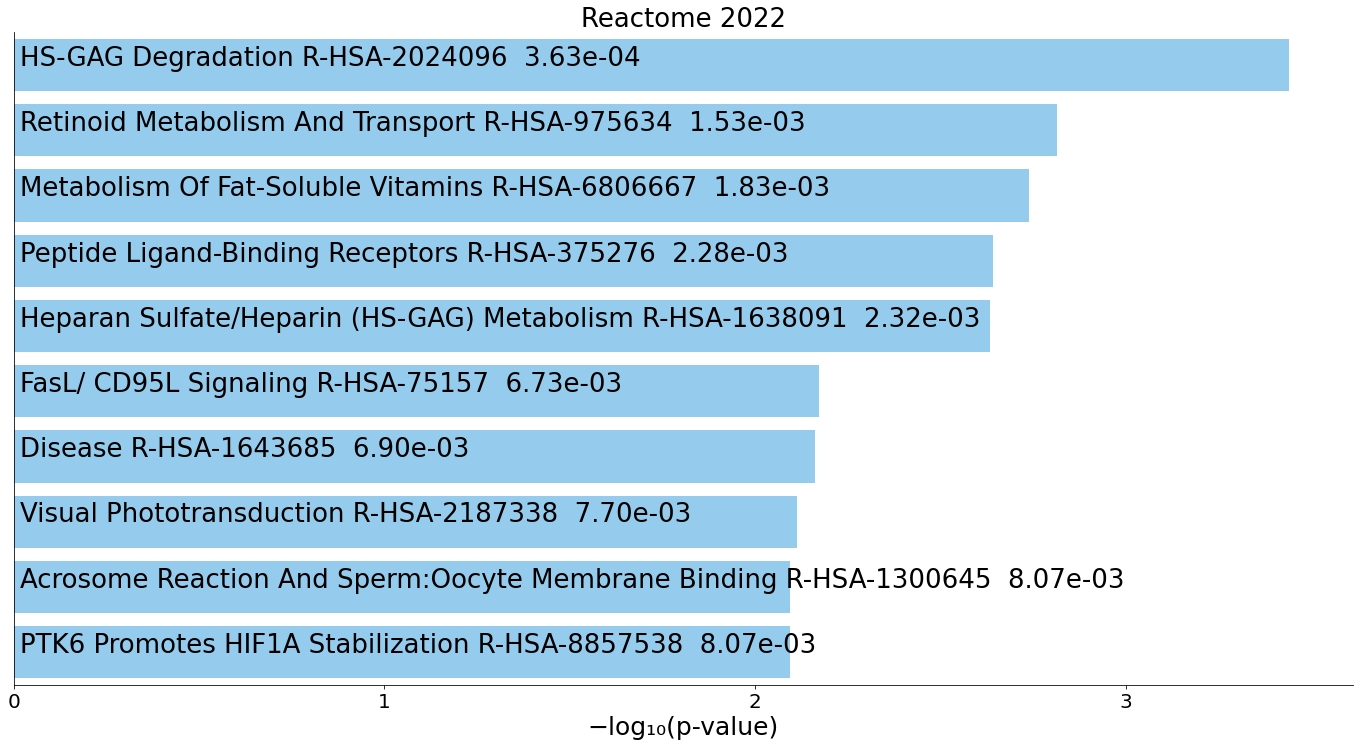 Reactome 2022
HS-GAG Degradation R-HSA-2024096  3.63e-04
Retinoid Metabolism And Transport R-HSA-975634  1.53e-03
Metabolism Of Fat-Soluble Vitamins R-HSA-6806667  1.83e-03
Peptide Ligand-Binding Receptors R-HSA-375276  2.28e-03
Heparan Sulfate/Heparin (HS-GAG) Metabolism R-HSA-1638091  2.32e-03
FasL/ CD95L Signaling R-HSA-75157  6.73e-03
Disease R-HSA-1643685  6.90e-03
Visual Phototransduction R-HSA-2187338  7.70e-03
Acrosome Reaction And Sperm:Oocyte Membrane Binding R-HSA-1300645  8.07e-03
PTK6 Promotes HIF1A Stabilization R-HSA-8857538  8.07e-03
0 1 2 3
−log₁₀(p-value)